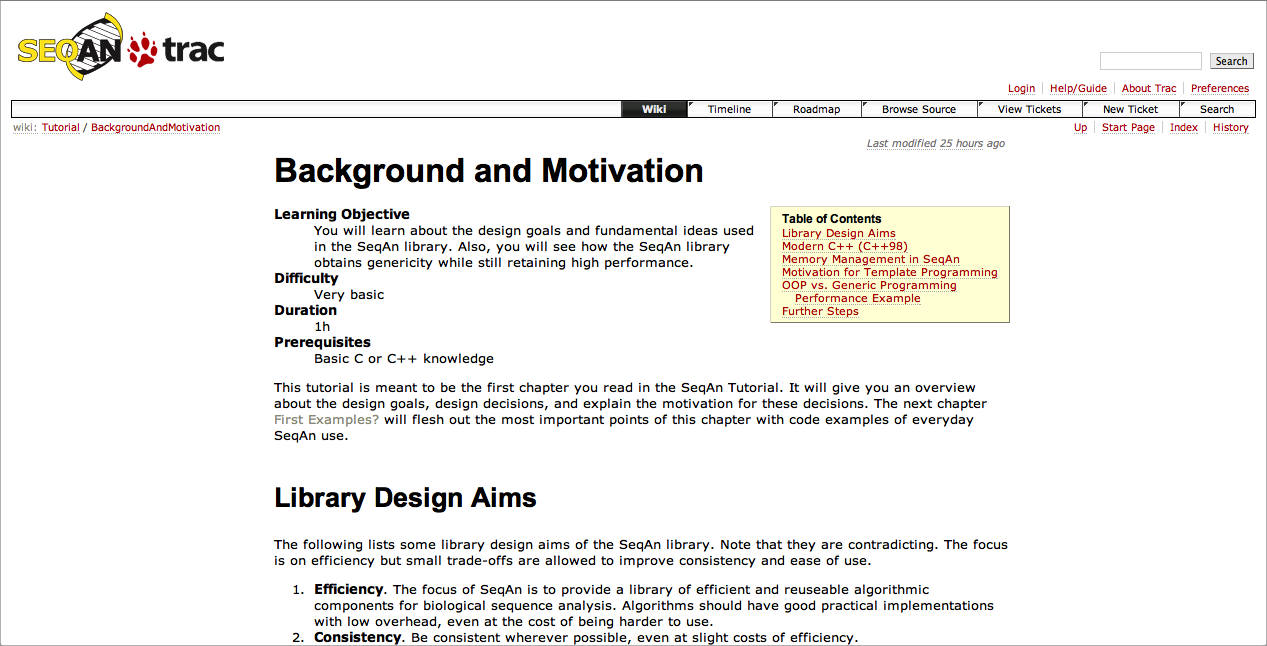 SEQAN trac
Search
Login Help/Guide About Trac Preferences
Wiki Timeline Roadmap Browse Source View Tickets New Ticket Search
wiki: Tutorial / BackgroundAndMotivation
Up Start Page Index History
Last modified 25 hours ago
Background and Motivation
Learning Objective
You will learn about the design goals and fundamental ideas used
in the SeqAn library. Also, you will see how the SeqAn library
obtains genericity while still retaining high performance.
Difficulty
Very basic
Duration
1h
Prerequisites
Basic C or C++ knowledge
Table of Contents
Library Design Aims
Modern C++ (C++98)
Memory Management in SeqAn
Motivation for Template Programming
OOP vs. Generic Programming
Performance Example
Further Steps
This tutorial is meant to be the first chapter you read in the SeqAn Tutorial. It will give you an overview
about the design goals, design decisions, and explain the motivation for these decisions. The next chapter
First Examples? will flesh out the most important points of this chapter with code examples of everyday
SeqAn use.
Library Design Aims
The following lists some library design aims of the SeqAn library. Note that they are contradicting. The focus
is on efficiency but small trade-offs are allowed to improve consistency and ease of use.
1. Efficiency. The focus of SeqAn is to provide a library of efficient and reuseable algorithmic
components for biological sequence analysis. Algorithms should have good practical implementations
with low overhead, even at the cost of being harder to use.
2. Consistency. Be consistent wherever possible, even at slight costs of efficiency.